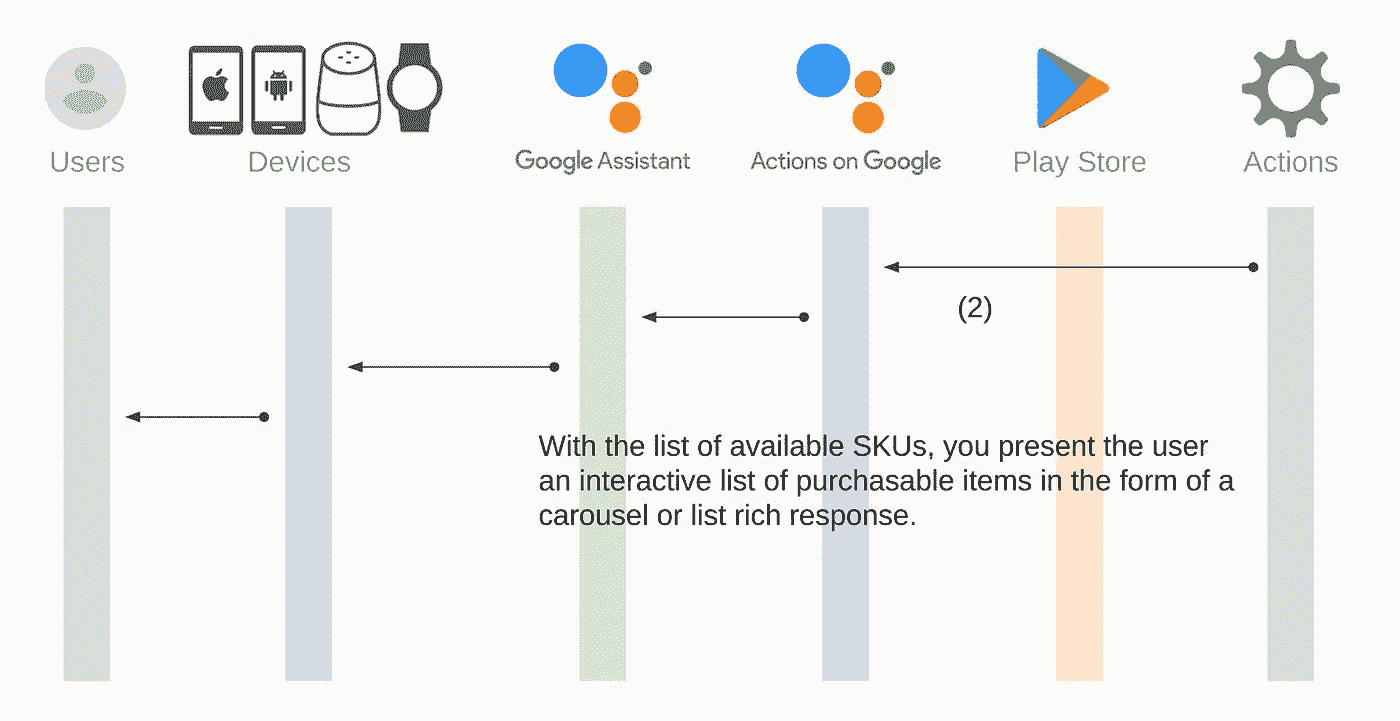 Users
Devices
Google Assistant
Actions on Google
Play Store
Actions
(2)
With the list of available SKUs, you present the user
an interactive list of purchasable items in the form of a
carousel or list rich response.